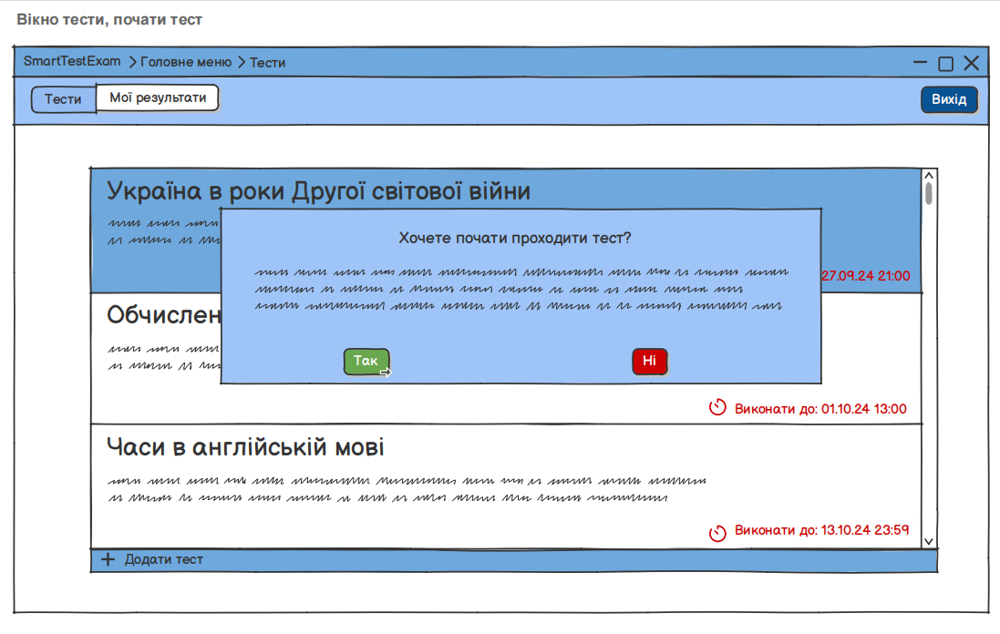 Вікно тести, почати тест
SmartTestExam > Головне меню > Тести
Тести
Мої результати
Вихід
Україна в роки Другої світової війни
Хочете почати проходити тест?
27.09.24 21:00
Так
Ні
Обчислен
Виконати до: 01.10.24 13:00
Часи в англійській мові
Виконати до: 13.10.24 23:59
+ Додати тест